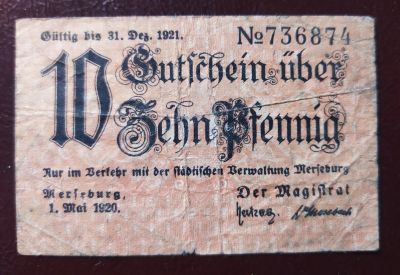 Gültig bis 31. Dez. 1921. №736874
10 Gutschein über
Zehn Pfennig
Nur im Verkehr mit der städtischen Verwaltung Merseburg
Merseburg, Der Magistrat
1. Mai 1920.